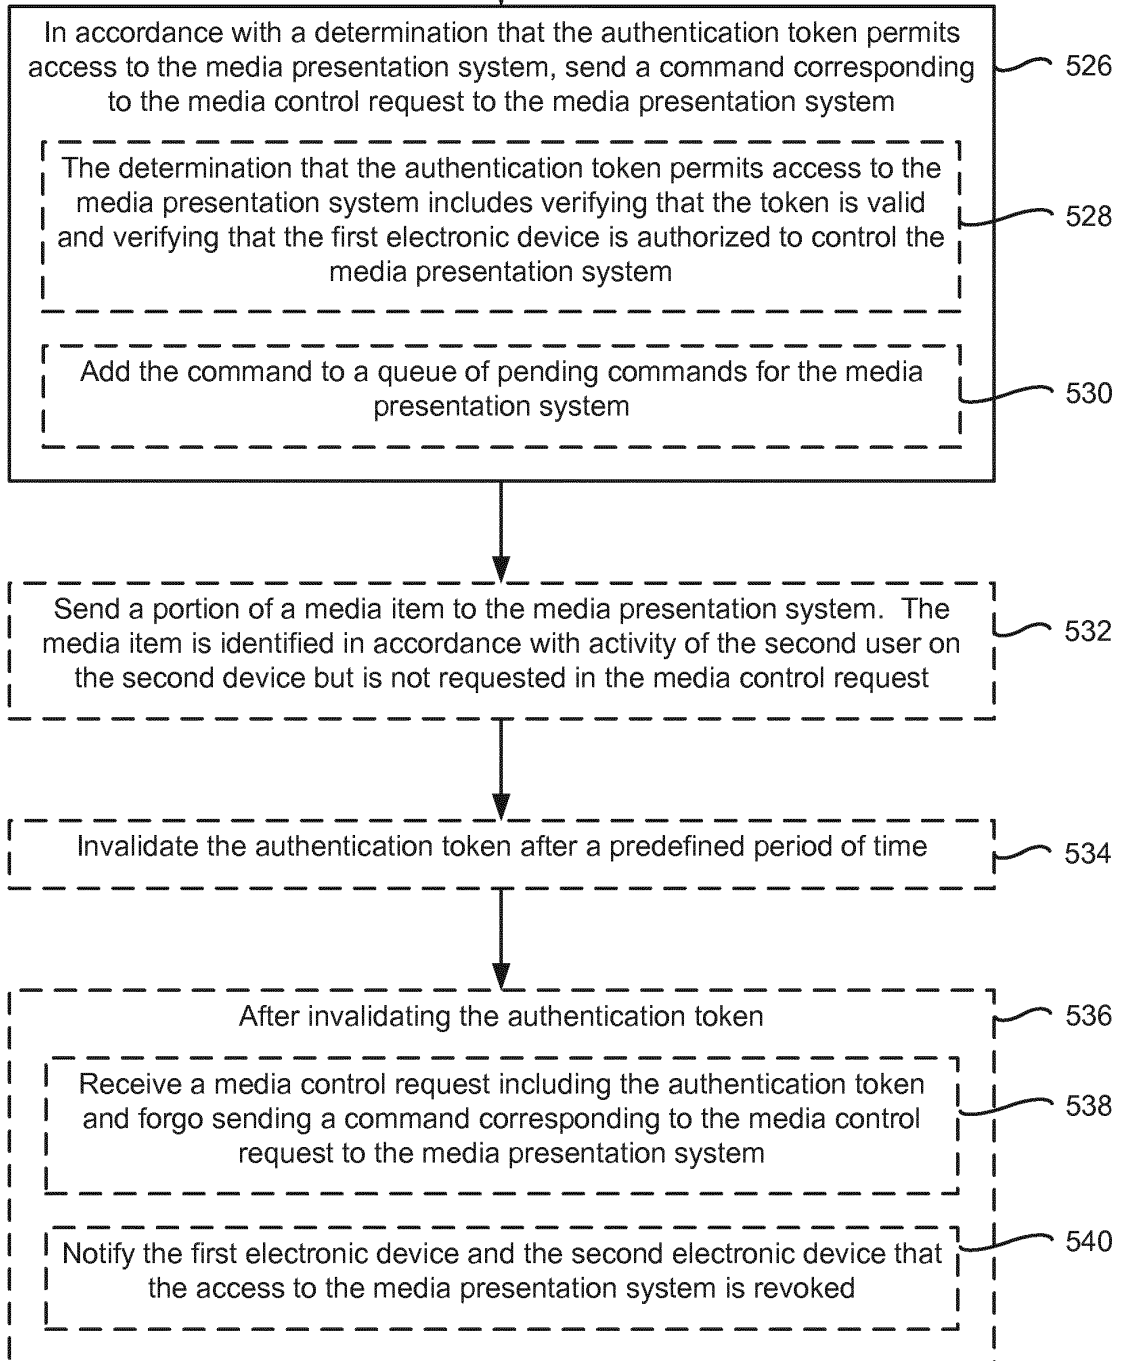 In accordance with a determination that the authentication token permits
access to the media presentation system, send a command corresponding
to the media control request to the media presentation system
526
The determination that the authentication token permits access to the
media presentation system includes verifying that the token is valid
and verifying that the first electronic device is authorized to control the
media presentation system
528
Add the command to a queue of pending commands for the media
presentation system
530
Send a portion of a media item to the media presentation system.  The
media item is identified in accordance with activity of the second user on
the second device but is not requested in the media control request
532
Invalidate the authentication token after a predefined period of time
534
After invalidating the authentication token
536
Receive a media control request including the authentication token
and forgo sending a command corresponding to the media control
request to the media presentation system
538
Notify the first electronic device and the second electronic device that
the access to the media presentation system is revoked
540